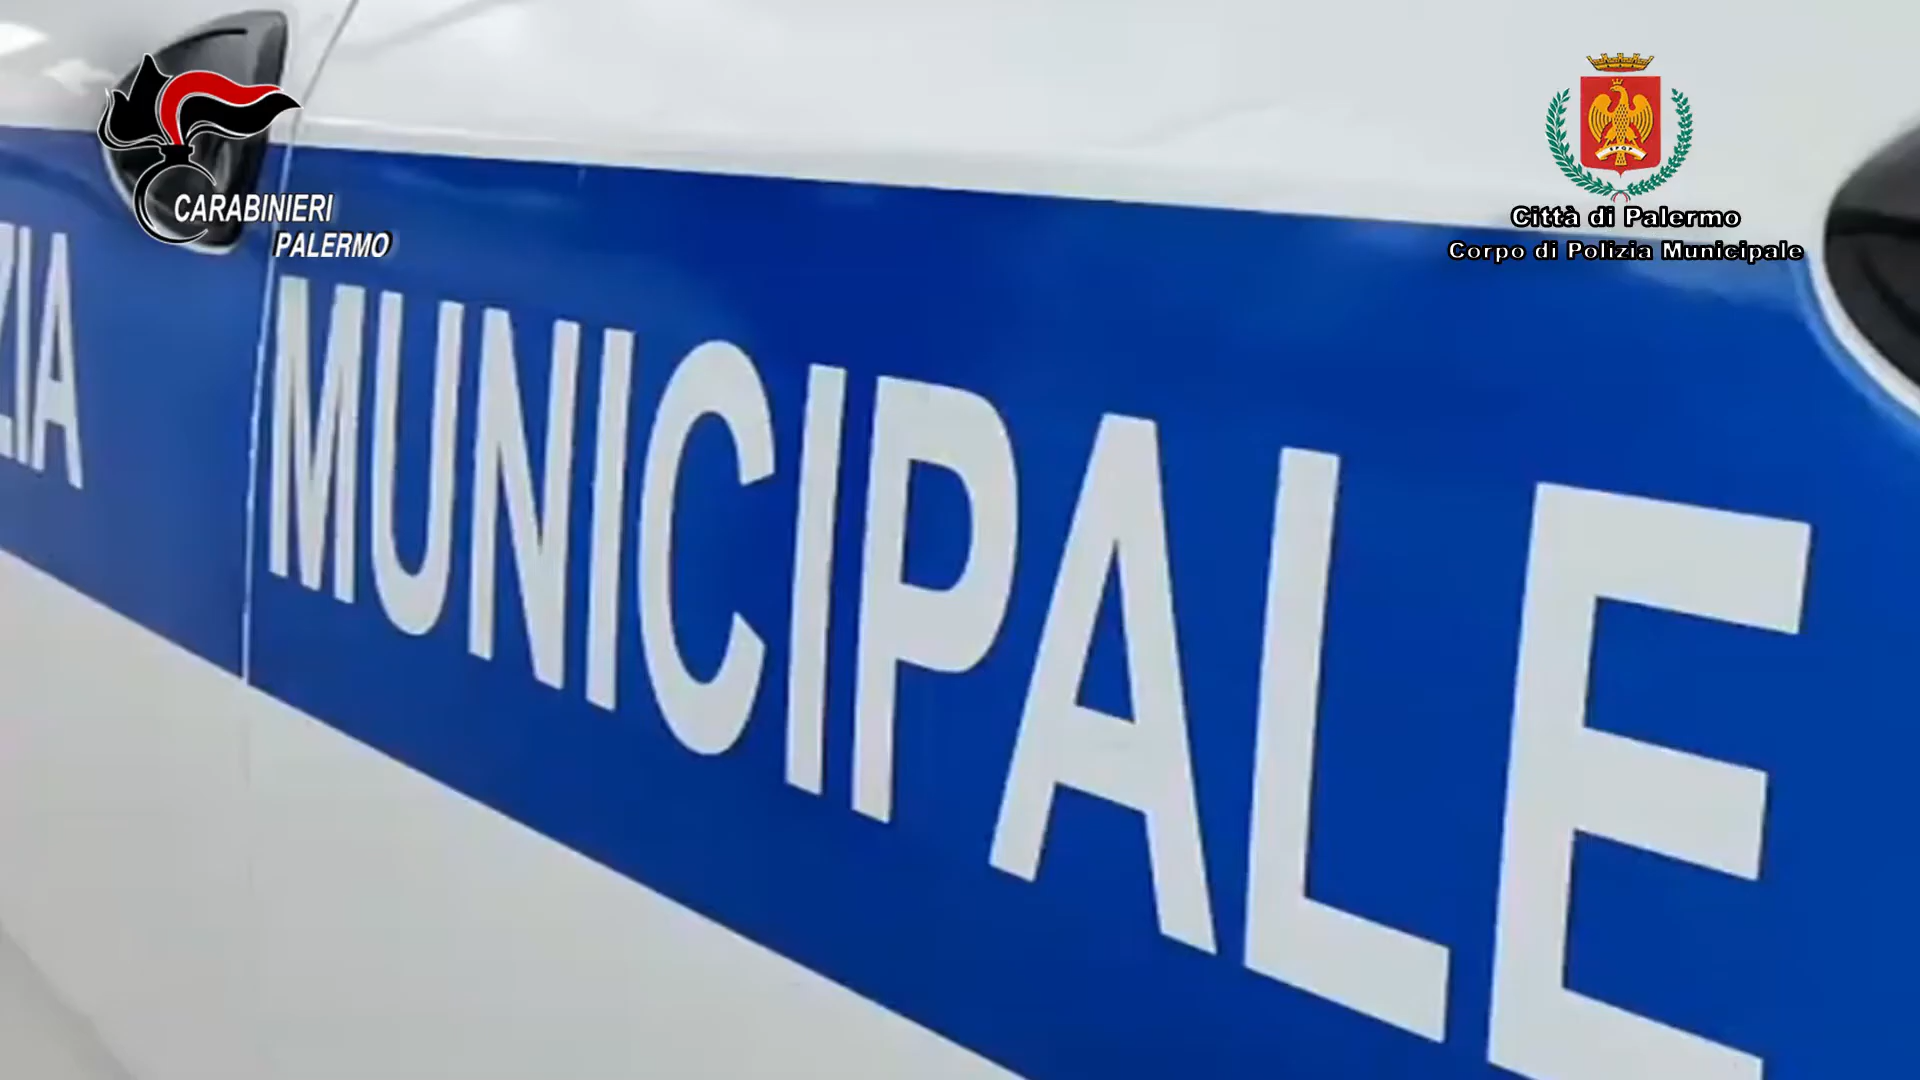 CARABINIERI
PALERMO
S.P.Q.P.
Città di Palermo
Corpo di Polizia Municipale
ZIA MUNICIPALE